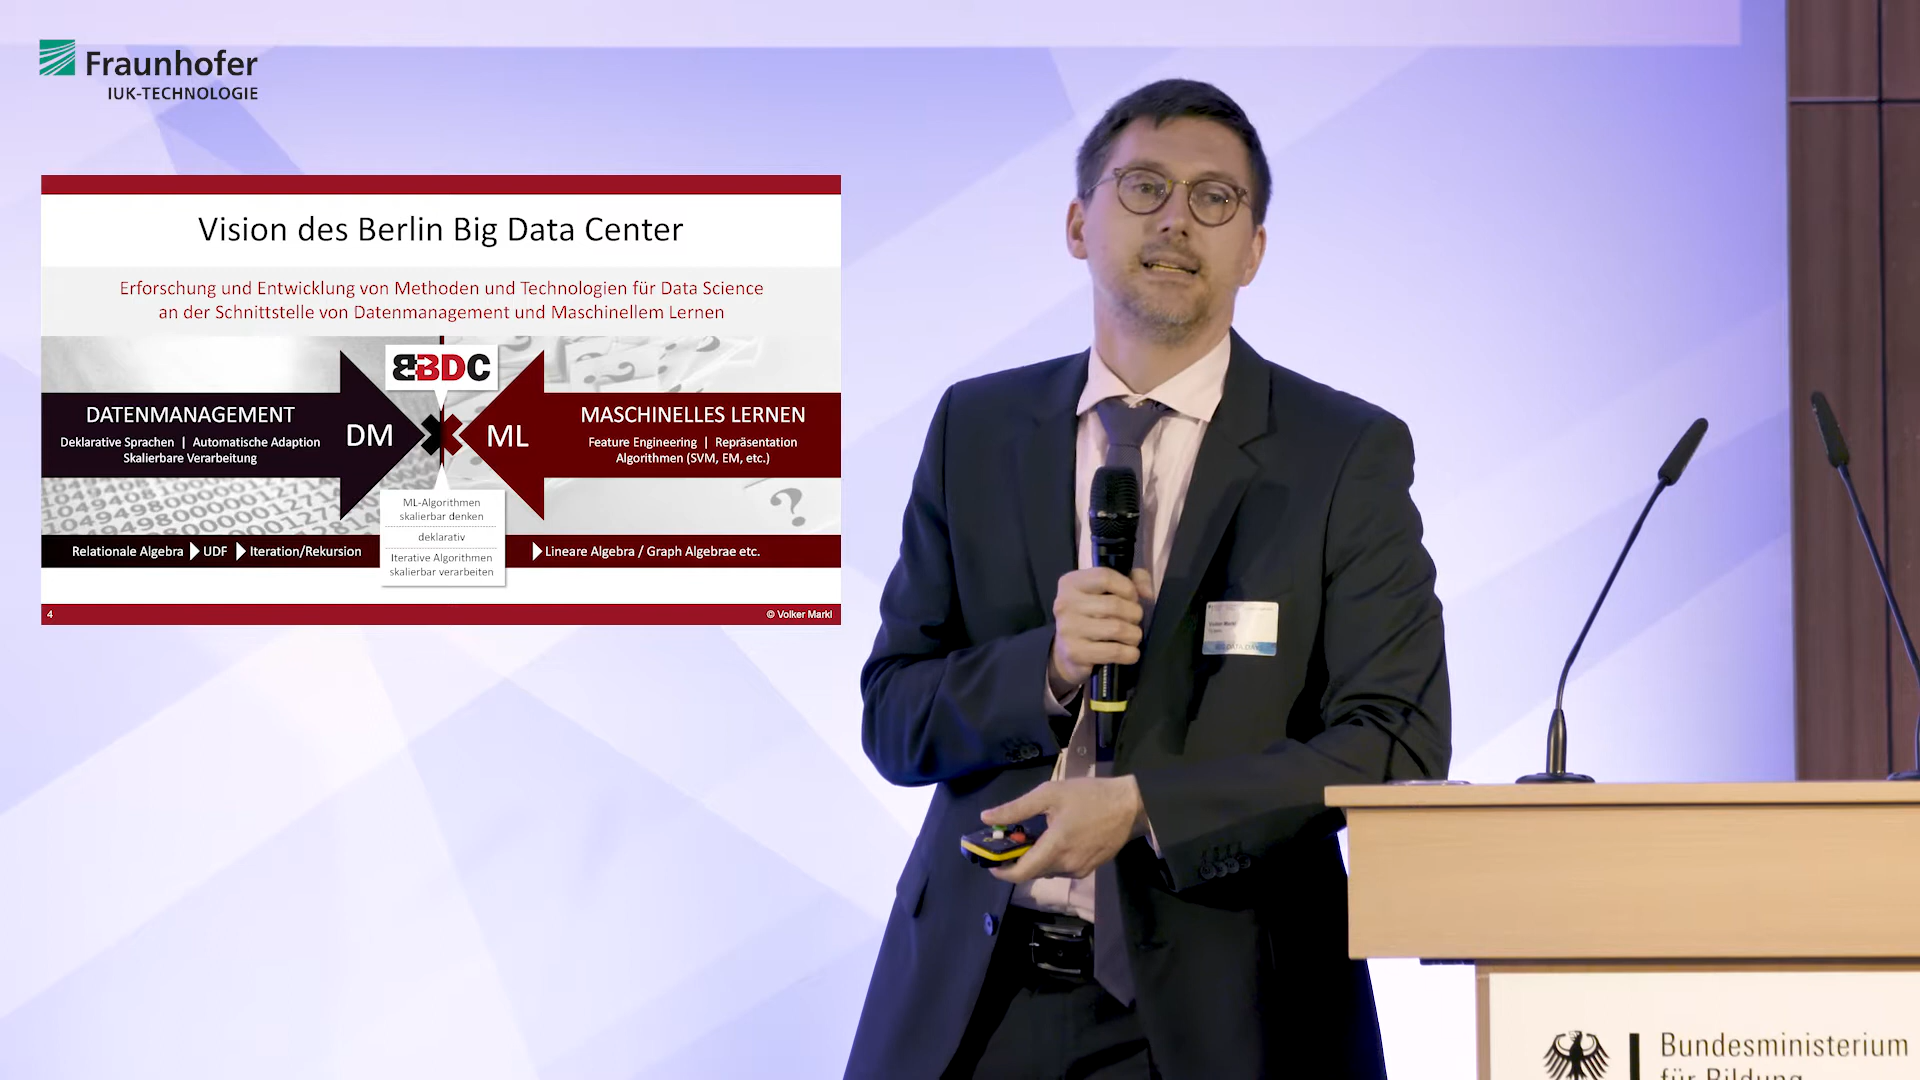 Fraunhofer
IUK-TECHNOLOGIE
Vision des Berlin Big Data Center
Erforschung und Entwicklung von Methoden und Technologien für Data Science
an der Schnittstelle von Datenmanagement und Maschinellem Lernen
BBDC
DATENMANAGEMENT
Deklarative Sprachen | Automatische Adaption
Skalierbare Verarbeitung
DM
ML
MASCHINELLES LERNEN
Feature Engineering | Repräsentation
Algorithmen (SVM, EM, etc.)
ML-Algorithmen
skalierbar denken
deklarativ
Iterative Algorithmen
skalierbar verarbeiten
Relationale Algebra UDF Iteration/Rekursion
Lineare Algebra / Graph Algebrae etc.
4
© Volker Markl
Bundesministerium
für Bildung